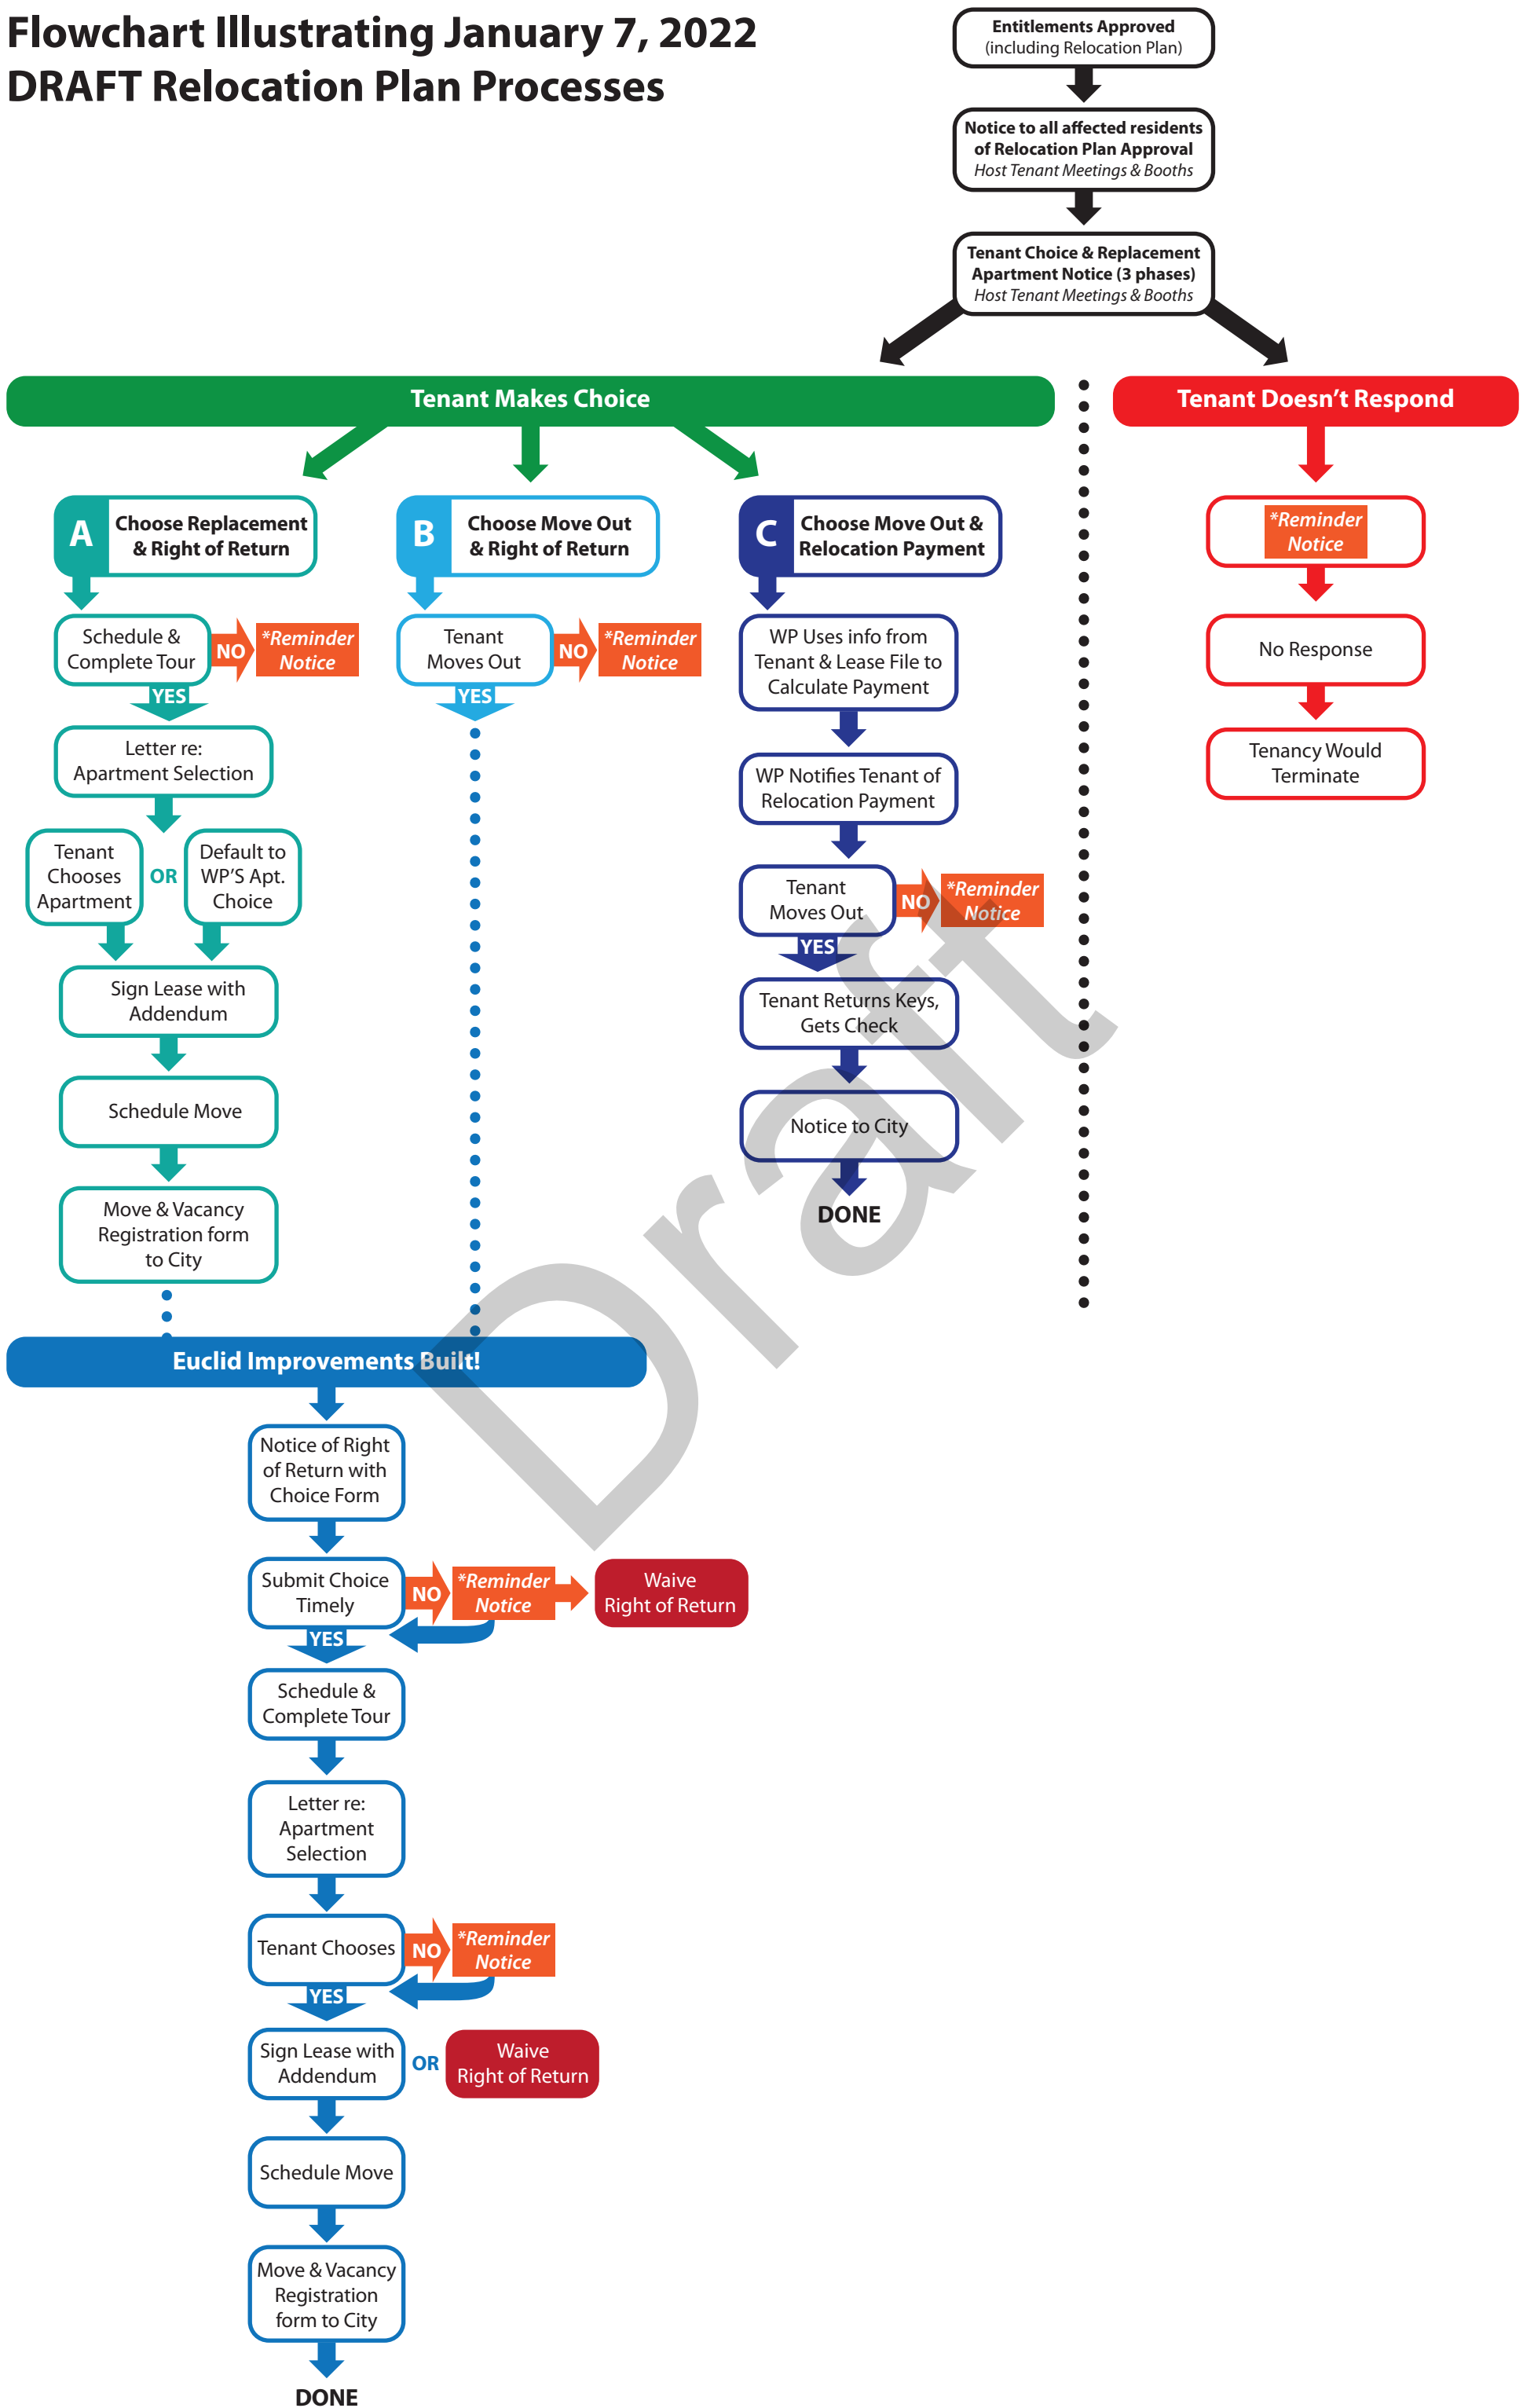 Flowchart Illustrating January 7, 2022
DRAFT Relocation Plan Processes
Entitlements Approved
(including Relocation Plan)
Notice to all affected residents
of Relocation Plan Approval
Host Tenant Meetings & Booths
Tenant Choice & Replacement
Apartment Notice (3 phases)
Host Tenant Meetings & Booths
Tenant Makes Choice
Tenant Doesn't Respond
A
Choose Replacement
& Right of Return
B
Choose Move Out
& Right of Return
C
Choose Move Out &
Relocation Payment
*Reminder
Notice
No Response
Tenancy Would
Terminate
Schedule &
Complete Tour
NO
*Reminder
Notice
YES
Letter re:
Apartment Selection
Tenant
Chooses
Apartment
OR
Default to
WP'S Apt.
Choice
Sign Lease with
Addendum
Schedule Move
Move & Vacancy
Registration form
to City
Tenant
Moves Out
NO
*Reminder
Notice
YES
WP Uses info from
Tenant & Lease File to
Calculate Payment
WP Notifies Tenant of
Relocation Payment
Tenant
Moves Out
NO
*Reminder
Notice
YES
Tenant Returns Keys,
Gets Check
Notice to City
DONE
Draft
Euclid Improvements Built!
Notice of Right
of Return with
Choice Form
Submit Choice
Timely
NO
*Reminder
Notice
Waive
Right of Return
YES
Schedule &
Complete Tour
Letter re:
Apartment
Selection
Tenant Chooses
NO
*Reminder
Notice
YES
Sign Lease with
Addendum
OR
Waive
Right of Return
Schedule Move
Move & Vacancy
Registration
form to City
DONE